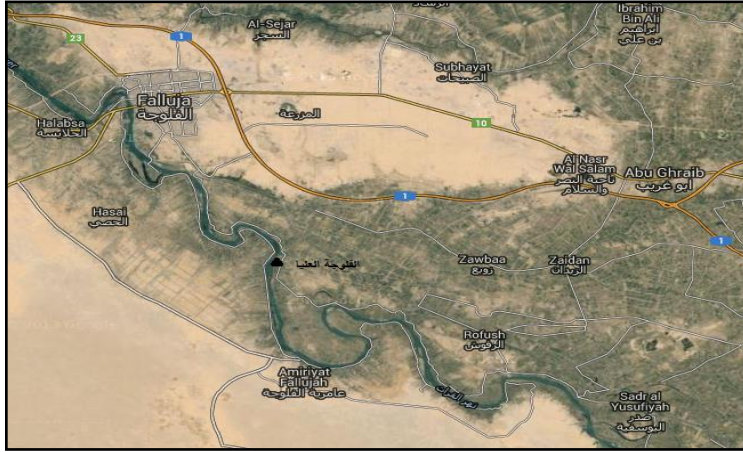 Al-Sejar
السجر
Ibrahim
Bin Ali
ابراهيم
بن علي
23
1
Subhayat
الصبيحات
Falluja
الفلوجة
المزرعة
10
Halabsa
الحلابسة
Al Nasr
Wal Salam
ناحية النصر
والسلام
Abu Ghraib
ابو غريب
1
Hasai
الحصي
1
الفلوجة العليا
Zawbaa
زوبع
Zaidan
الزيدان
Rofush
الرفوش
Amiriyat
Fallujah
عامرية الفلوجة
نهر الفرات
Sadr al
Yusufiyah
صدر
اليوسفية